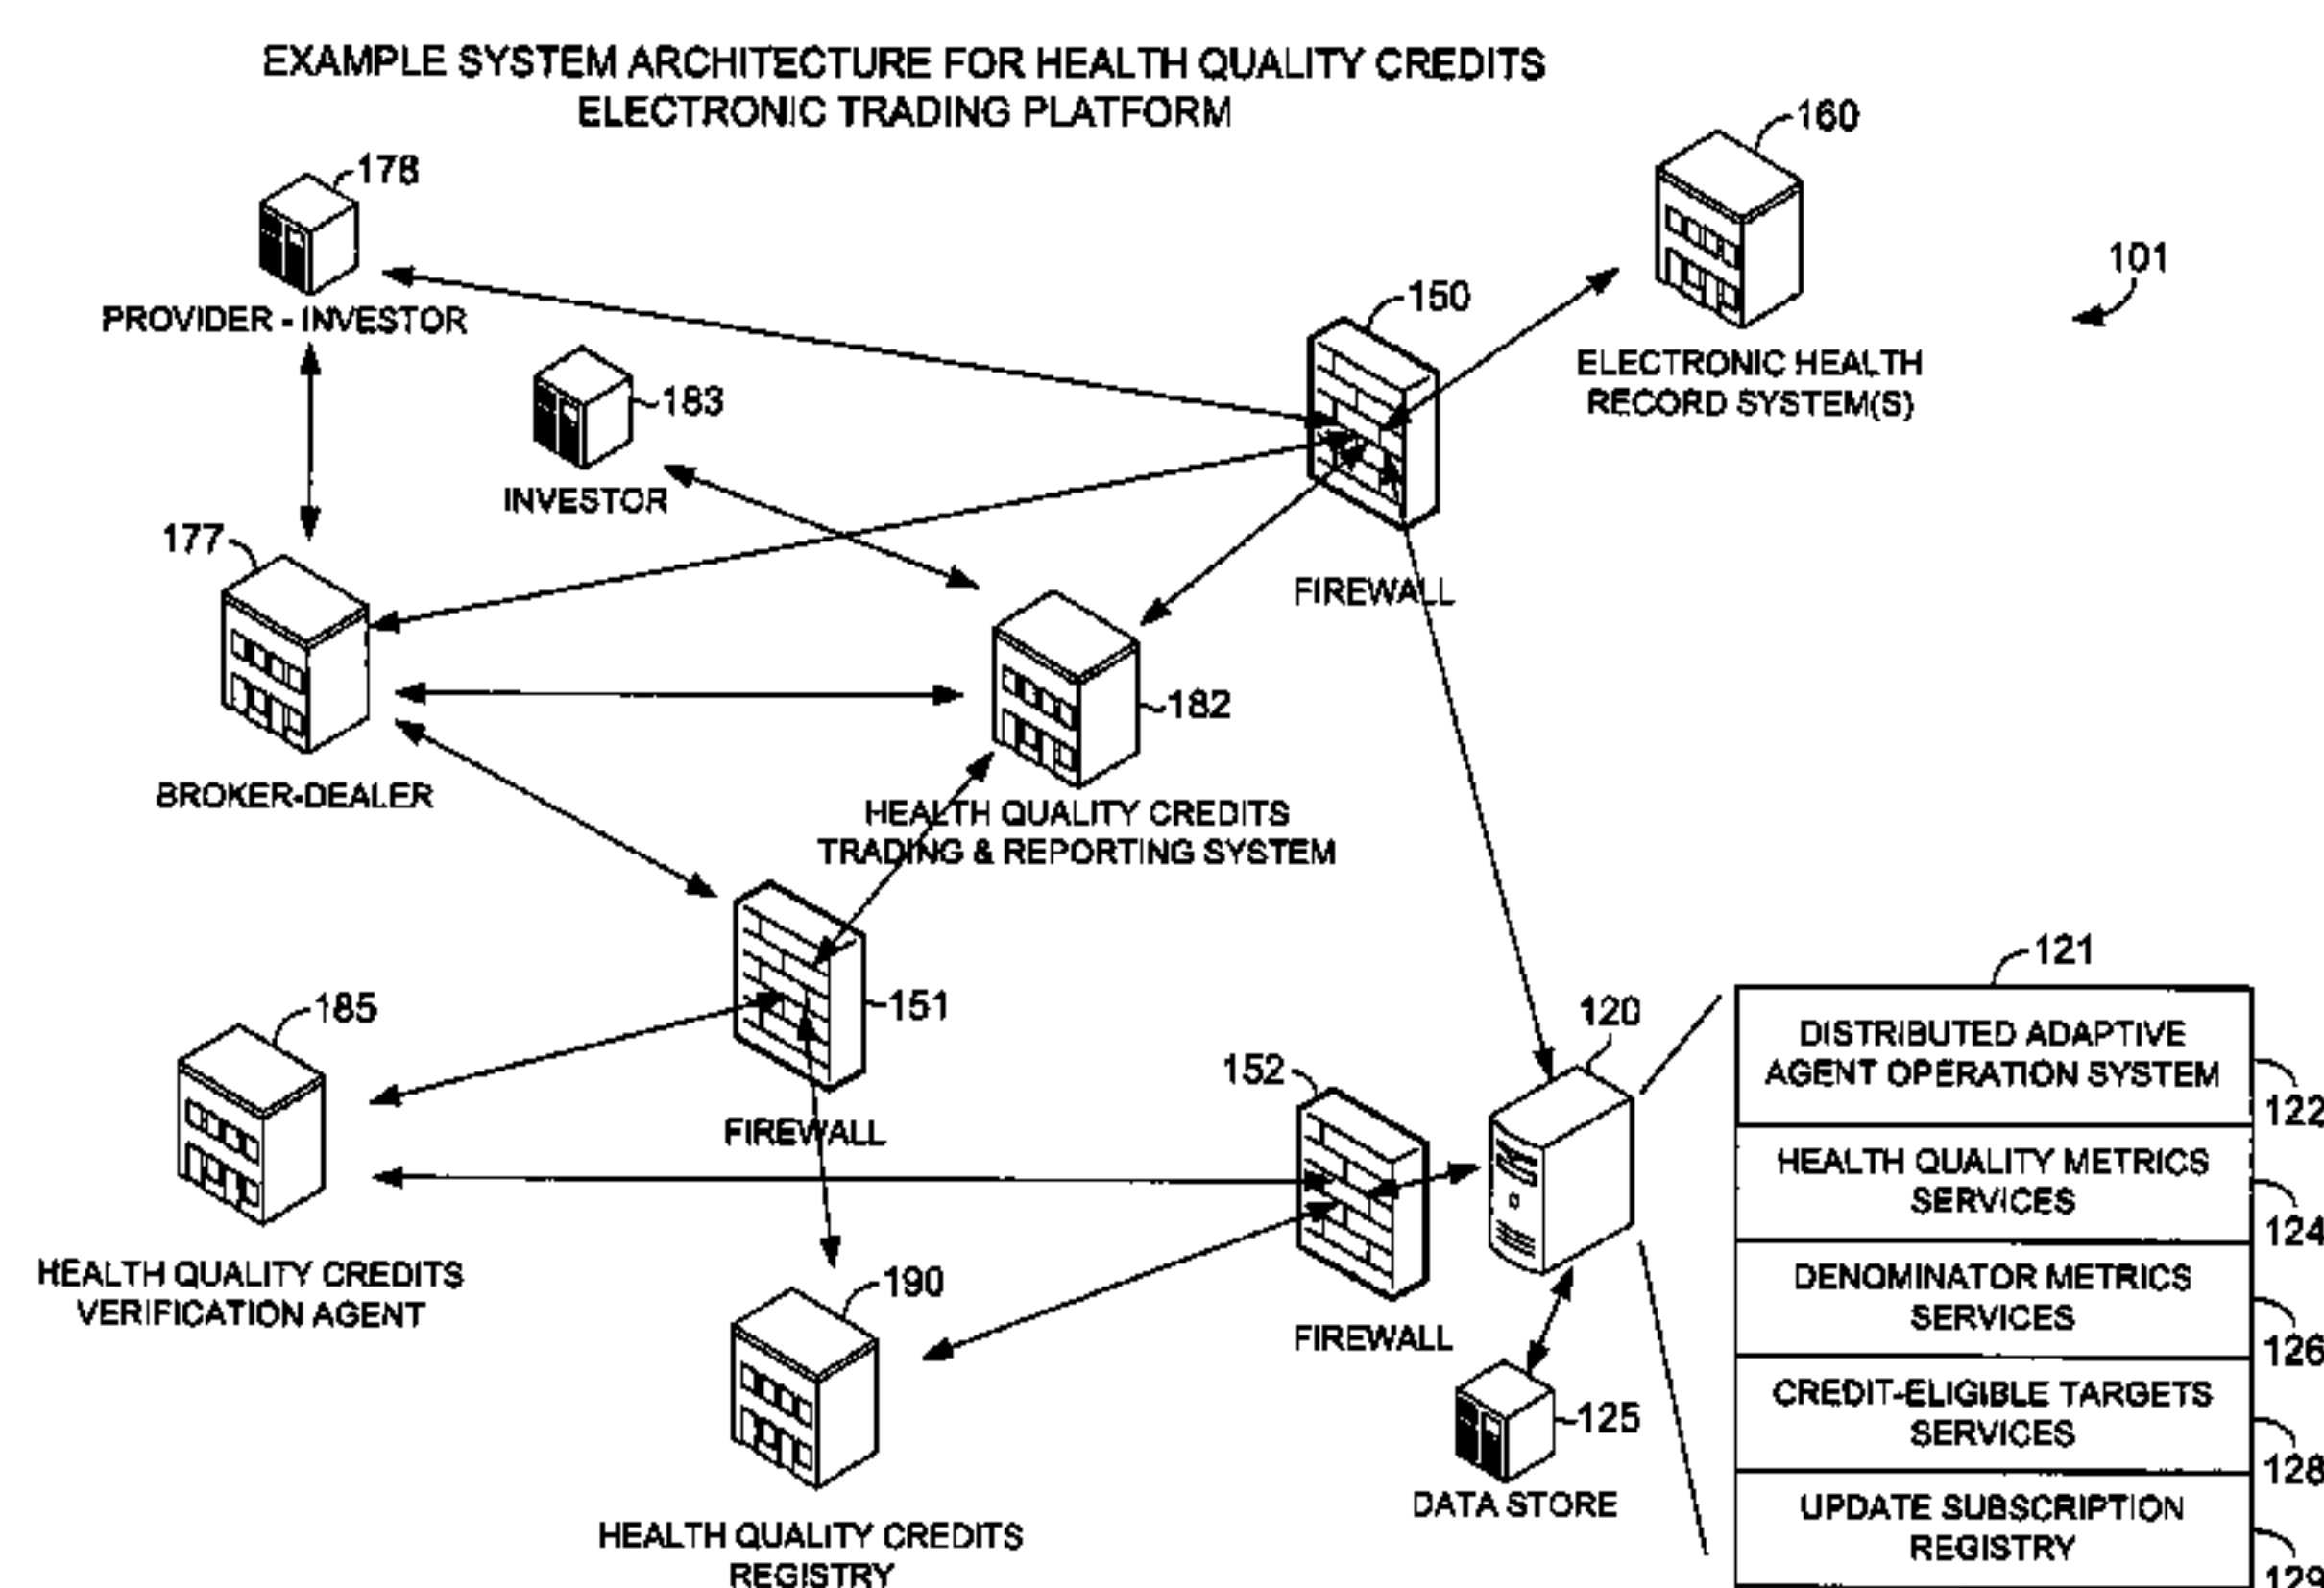 EXAMPLE SYSTEM ARCHITECTURE FOR HEALTH QUALITY CREDITS
ELECTRONIC TRADING PLATFORM
160
178
101
150
PROVIDER - INVESTOR
183
ELECTRONIC HEALTH
RECORD SYSTEM(S)
INVESTOR
177
FIREWALL
182
BROKER-DEALER
HEALTH QUALITY CREDITS
TRADING & REPORTING SYSTEM
121
151
185
120
DISTRIBUTED ADAPTIVE
AGENT OPERATION SYSTEM
122
152
FIREWALL
HEALTH QUALITY METRICS
SERVICES
124
HEALTH QUALITY CREDITS
VERIFICATION AGENT
190
DENOMINATOR METRICS
SERVICES
126
FIREWALL
CREDIT-ELIGIBLE TARGETS
SERVICES
128
125
DATA STORE
UPDATE SUBSCRIPTION
REGISTRY
129
HEALTH QUALITY CREDITS
REGISTRY